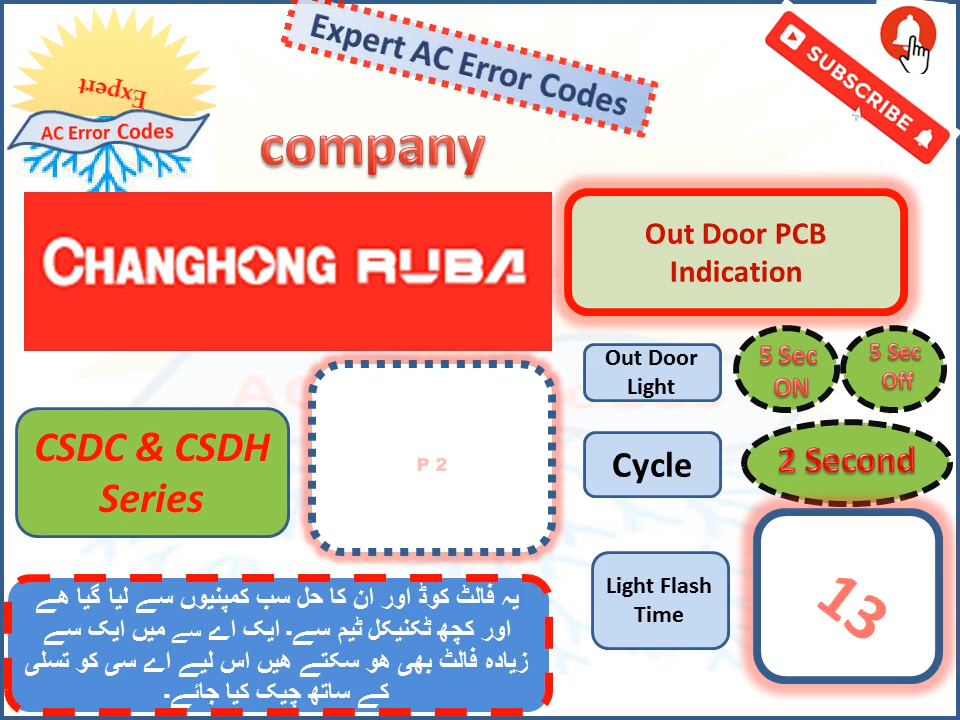 Expert AC Error Codes
SUBSCRIBE
Expert
AC Error Codes
company
CHANGHONG RUBA
Out Door PCB
Indication
Out Door
Light
5 Sec
ON
5 Sec
Off
CSDC & CSDH
Series
P 2
Cycle
2 Second
Light Flash
Time
13
یہ فالٹ کوڈ اور ان کا حل سب کمپنیوں سے لیا گیا ھے
اور کچھ ٹکنیکل ٹیم سے۔ ایک اے سے میں ایک سے
زیادہ فالٹ بھی ھو سکتے ھیں اس لیے اے سی کو تسلی
کے ساتھ چیک کیا جائے۔